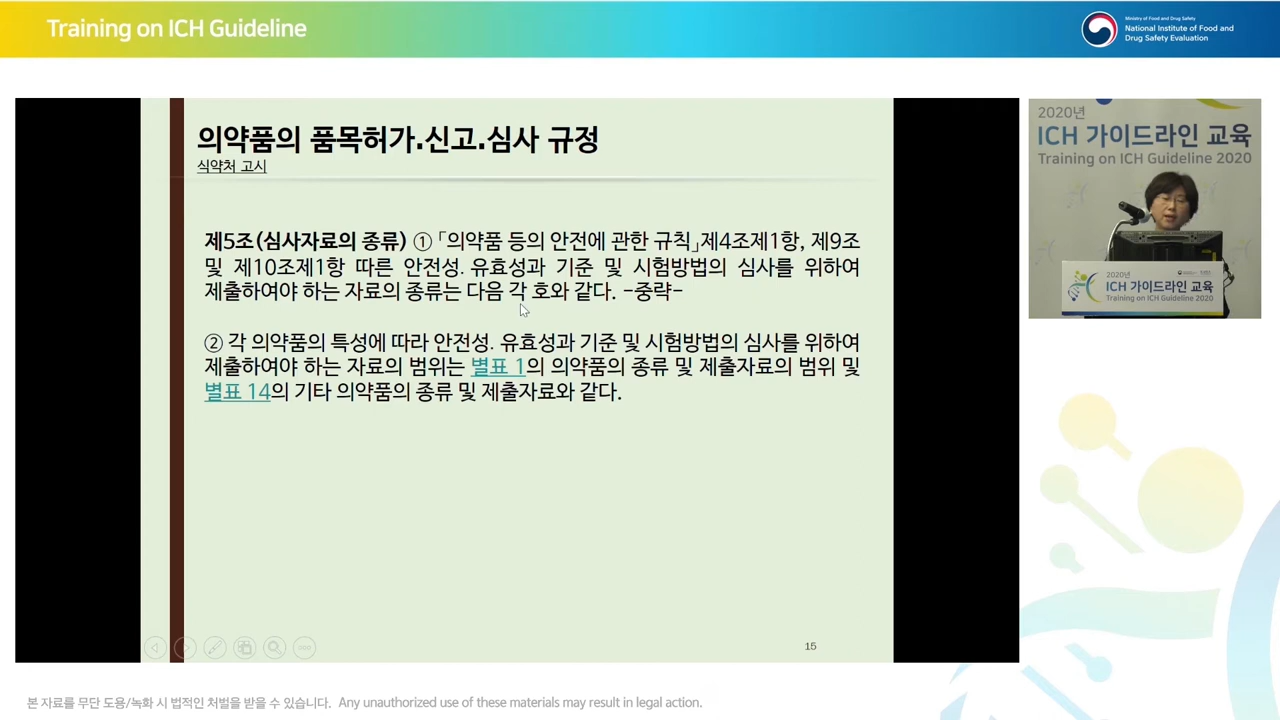 Training on ICH Guideline
Ministry of Food and Drug Safety
National Institute of Food and
Drug Safety Evaluation
의약품의 품목허가.신고.심사 규정
식약처 고시
제5조(심사자료의 종류) ①「의약품 등의 안전에 관한 규칙」제4조제1항, 제9조
및 제10조제1항 따른 안전성. 유효성과 기준 및 시험방법의 심사를 위하여
제출하여야 하는 자료의 종류는 다음 각 호와 같다. -중략-
② 각 의약품의 특성에 따라 안전성. 유효성과 기준 및 시험방법의 심사를 위하여
제출하여야 하는 자료의 범위는 별표 1의 의약품의 종류 및 제출자료의 범위 및
별표 14의 기타 의약품의 종류 및 제출자료와 같다.
15
2020년
ICH 가이드라인 교육
Training on ICH Guideline 2020
2020년
ICH 가이드라인 교육
Training on ICH Guideline 2020
본 자료를 무단 도용/녹화 시 법적인 처벌을 받을 수 있습니다. Any unauthorized use of these materials may result in legal action.